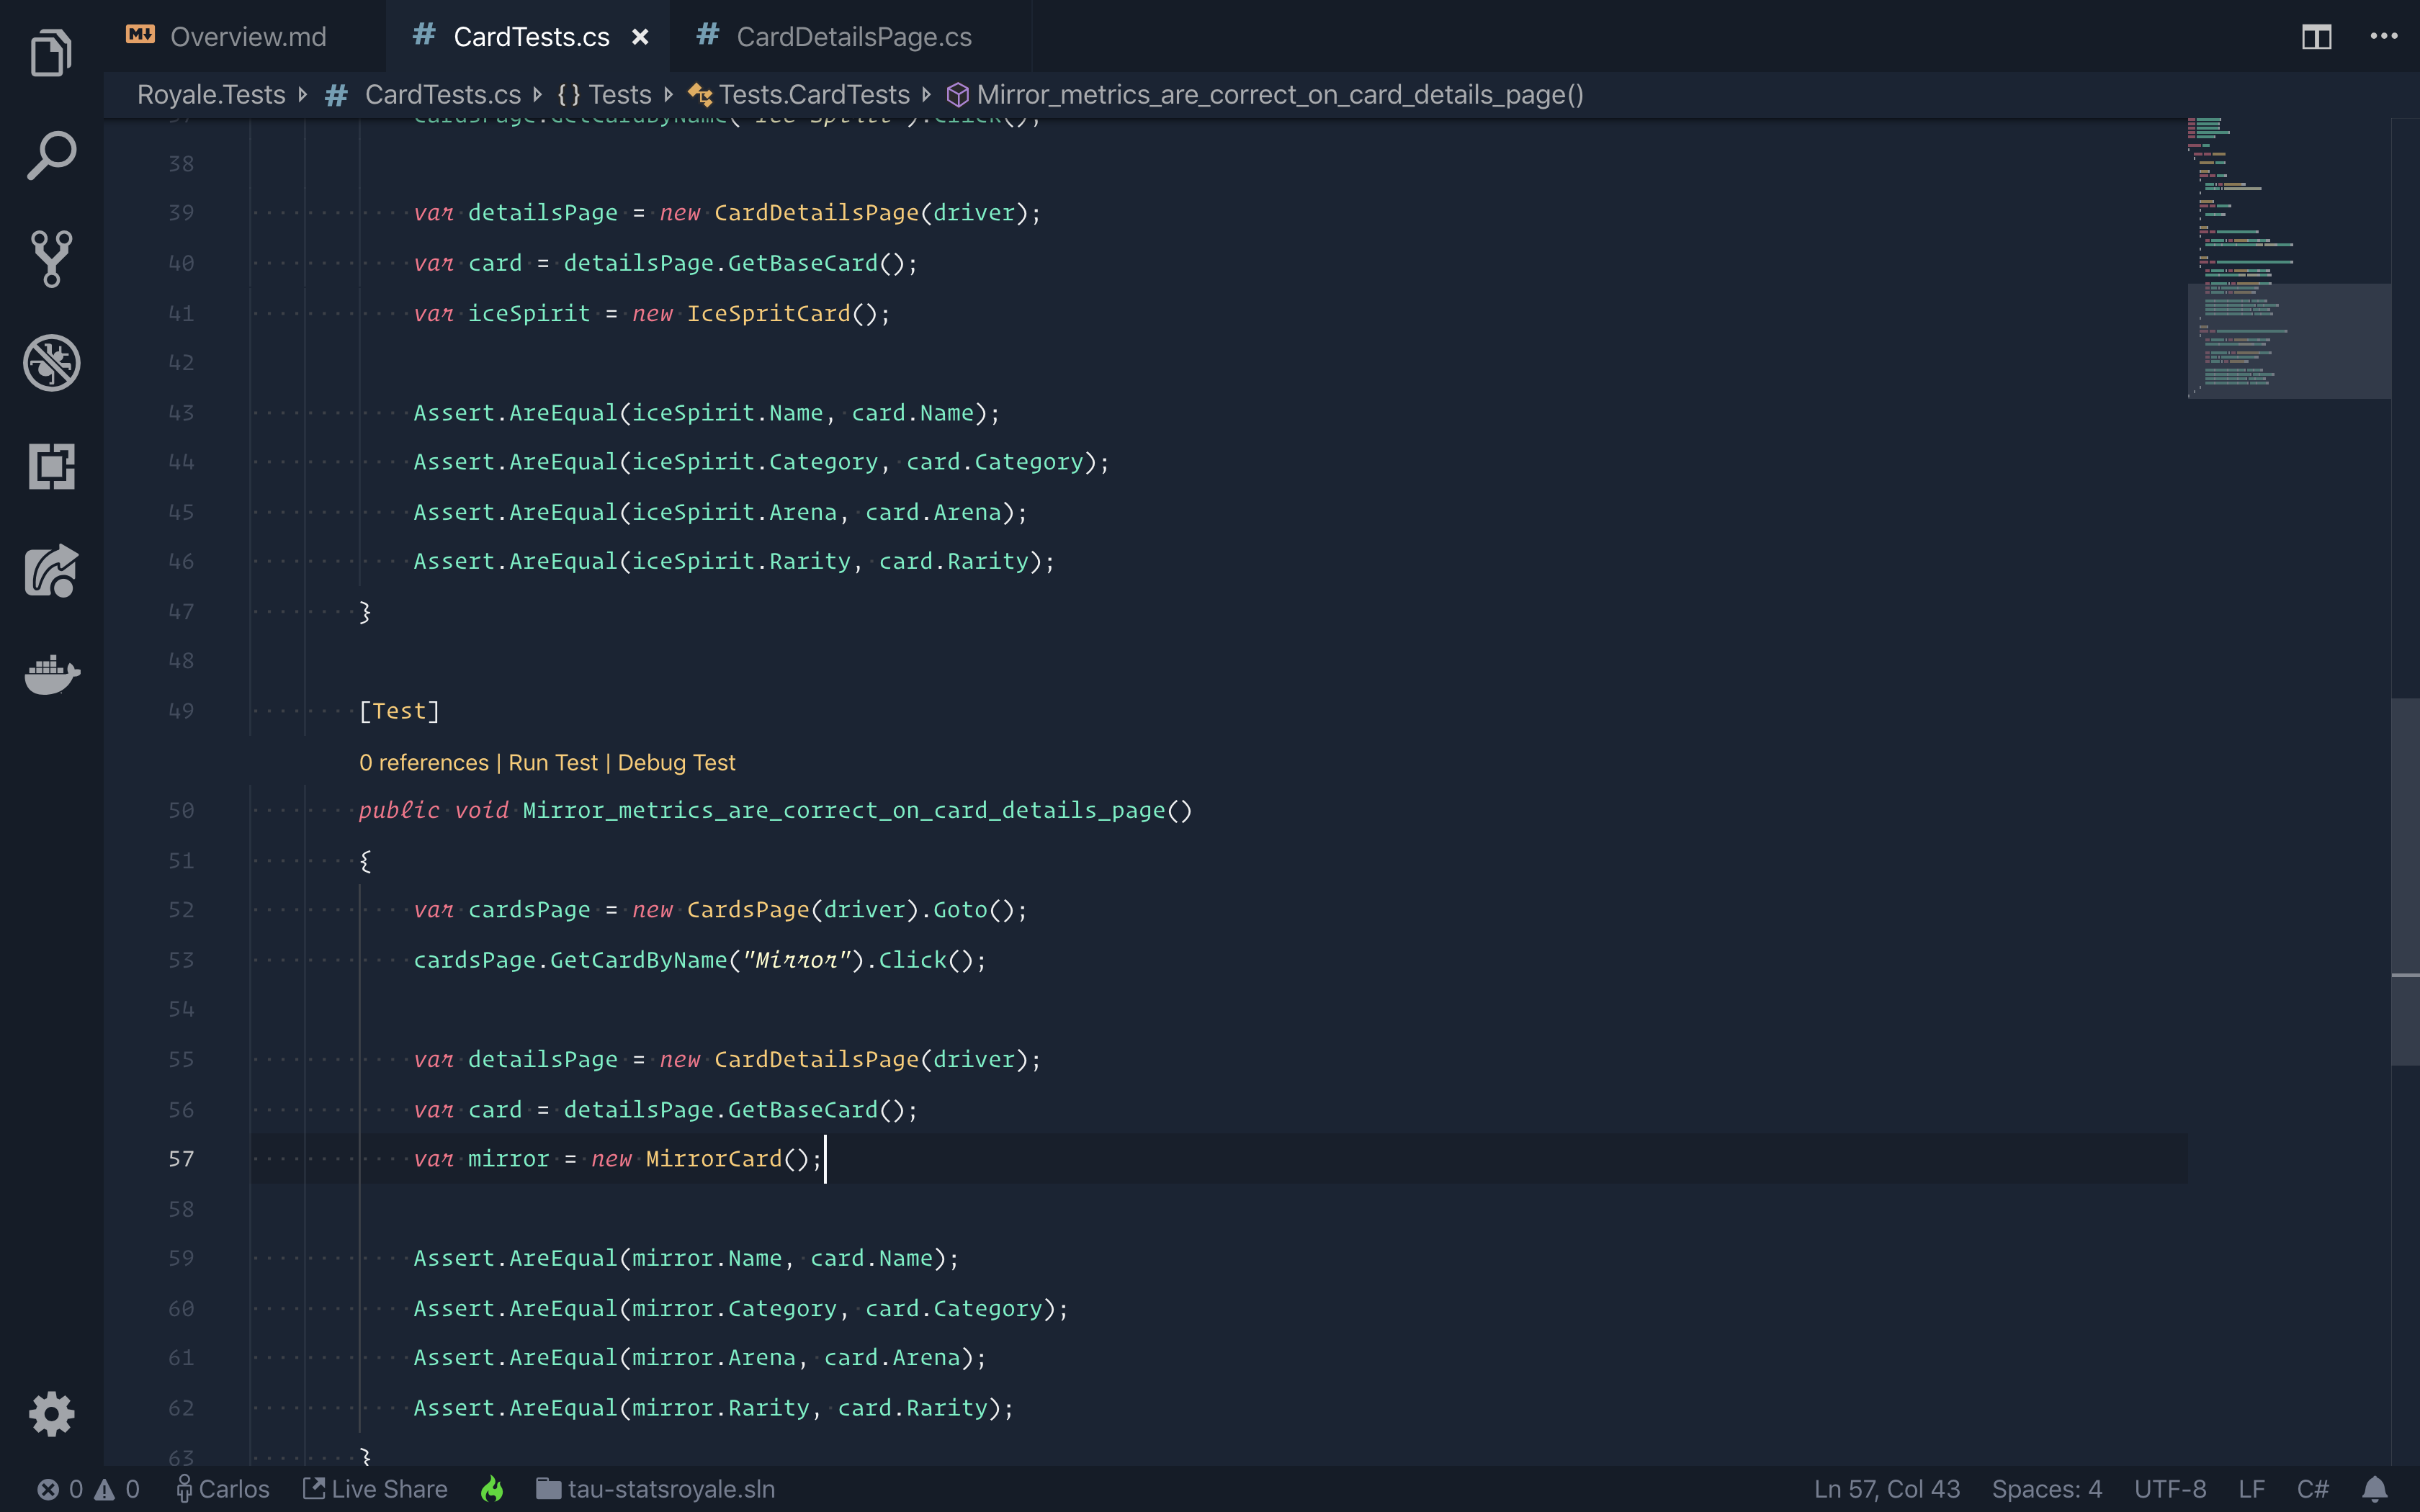 Overview.md
# CardTests.cs ×
# CardDetailsPage.cs
Royale.Tests # CardTests.cs {} Tests Tests.CardTests Mirror_metrics_are_correct_on_card_details_page()
37 cardsPage.GetCardByName("Ice Spirit").Click();
38
39 var detailsPage = new CardDetailsPage(driver);
40 var card = detailsPage.GetBaseCard();
41 var iceSpirit = new IceSpritCard();
42
43 Assert.AreEqual(iceSpirit.Name, card.Name);
44 Assert.AreEqual(iceSpirit.Category, card.Category);
45 Assert.AreEqual(iceSpirit.Arena, card.Arena);
46 Assert.AreEqual(iceSpirit.Rarity, card.Rarity);
47 }
48
49 [Test]
0 references | Run Test | Debug Test
50 public void Mirror_metrics_are_correct_on_card_details_page()
51 {
52 var cardsPage = new CardsPage(driver).Goto();
53 cardsPage.GetCardByName("Mirror").Click();
54
55 var detailsPage = new CardDetailsPage(driver);
56 var card = detailsPage.GetBaseCard();
57 var mirror = new MirrorCard();
58
59 Assert.AreEqual(mirror.Name, card.Name);
60 Assert.AreEqual(mirror.Category, card.Category);
61 Assert.AreEqual(mirror.Arena, card.Arena);
62 Assert.AreEqual(mirror.Rarity, card.Rarity);
63 }
0 0 Carlos Live Share tau-statsroyale.sln Ln 57, Col 43 Spaces: 4 UTF-8 LF C#